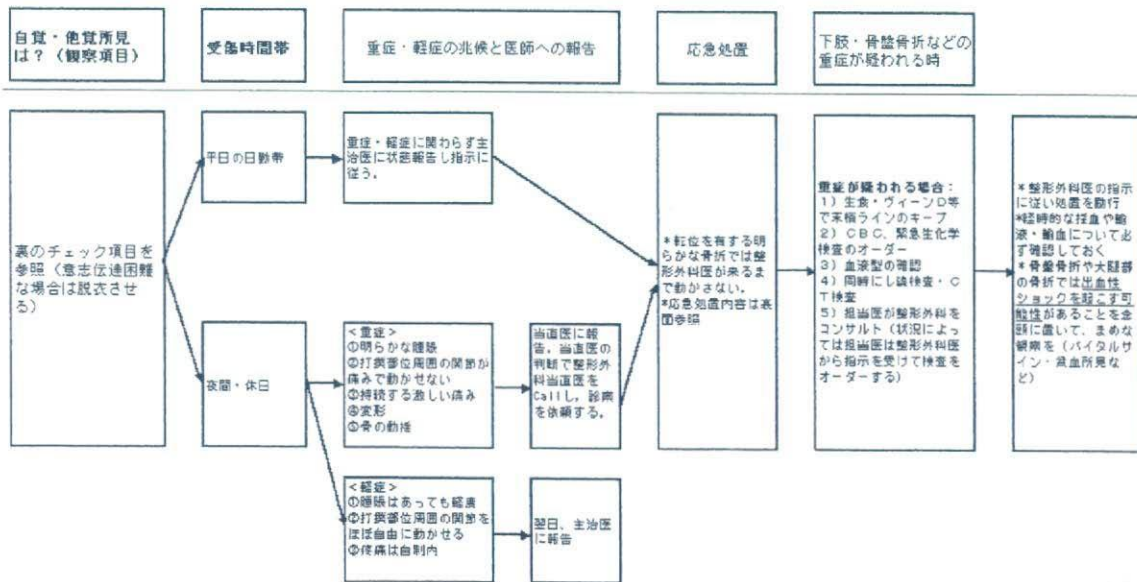 自覚・他覚所見
は?(観察項目)
受傷時間帯
重症・軽症の兆候と医師への報告
応急処置
下肢・骨盤骨折などの
重症が疑われる時
裏のチェック項目を
参照(意志伝達困難
な場合は脱衣させ
る)
平日の日勤帯
重症・軽症に関わらず主
治医に状態報告し指示に
従う。
夜間・休日
<重症>
①明らかな腫脹
②打撲部位周囲の関節が
痛みで動かせない
③持続する激しい痛み
④変形
⑤骨の動揺
当直医に報
告。当直医の
判断で整形外
科当直医を
Callし、診察
を依頼する。
<軽症>
①腫脹はあっても軽度
②打撲部位周囲の関節を
ほぼ自由に動かせる
③疼痛は自制内
翌日、主治医
に報告
*転位を有する明
らかな骨折では整
形外科医が来るま
で動かさない。
*応急処置内容は裏
面参照
重症が疑われる場合:
1)生食・ヴィーンD等
で末梢ラインのキープ
2)CBC、緊急生化学
検査のオーダー
3)血液型の確認
4)同時にレ線検査・C
T検査
5)担当医が整形外科を
コンサルト(状況によっ
ては担当医は整形外科医
から指示を受けて検査を
オーダーする)
*整形外科医の指示
に従い処置を励行
*経時的な採血や輸
液・輸血について必
ず確認しておく
*骨盤骨折や大腿部
の骨折では出血性
ショックを起こす可
能性があることを念
頭に置いて、まめな
観察を(バイタルサ
イン・貧血所見な
ど)